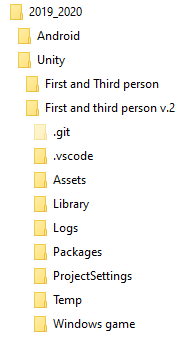 2019_2020
Android
Unity
First and Third person
First and third person v.2
.git
.vscode
Assets
Library
Logs
Packages
ProjectSettings
Temp
Windows game